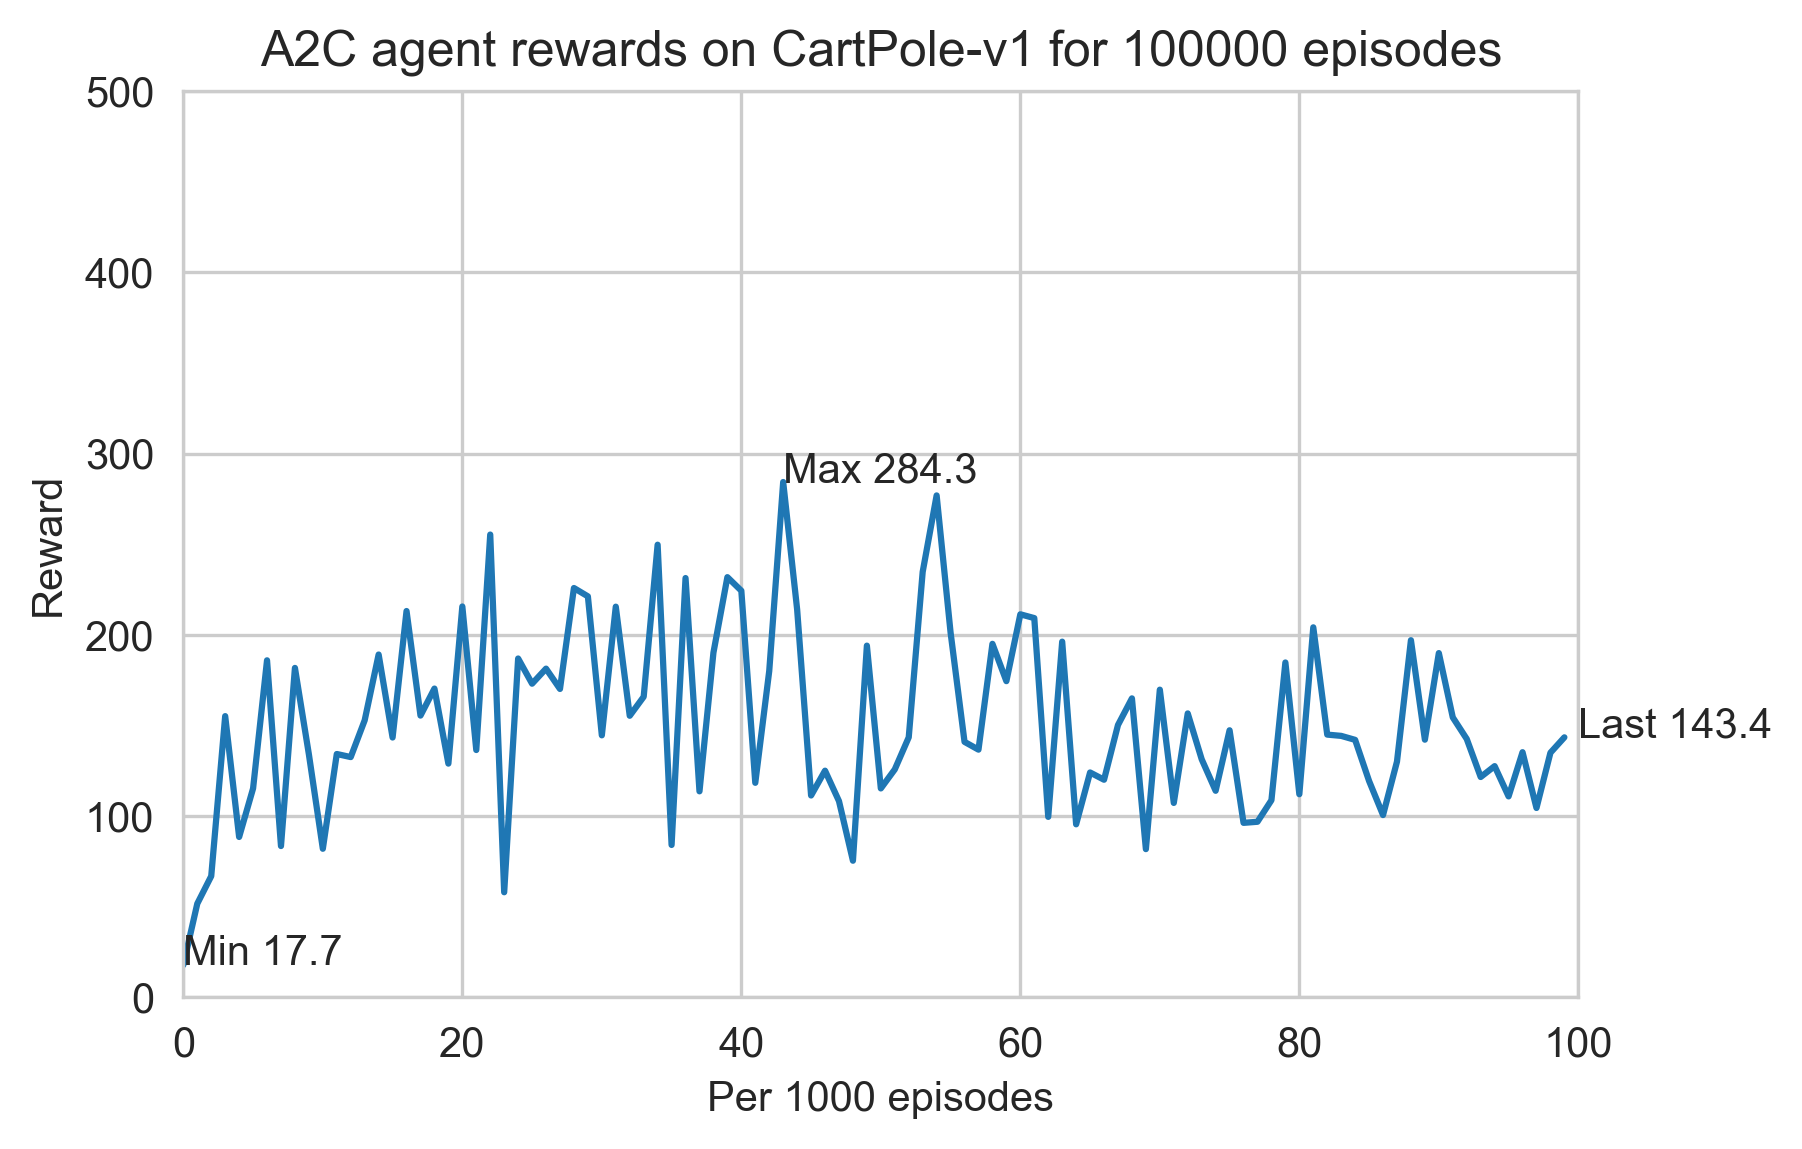 A2C agent rewards on CartPole-v1 for 100000 episodes
500
400
300
200
100
0
Reward
Max 284.3
Last 143.4
Min 17.7
0 20 40 60 80 100
Per 1000 episodes